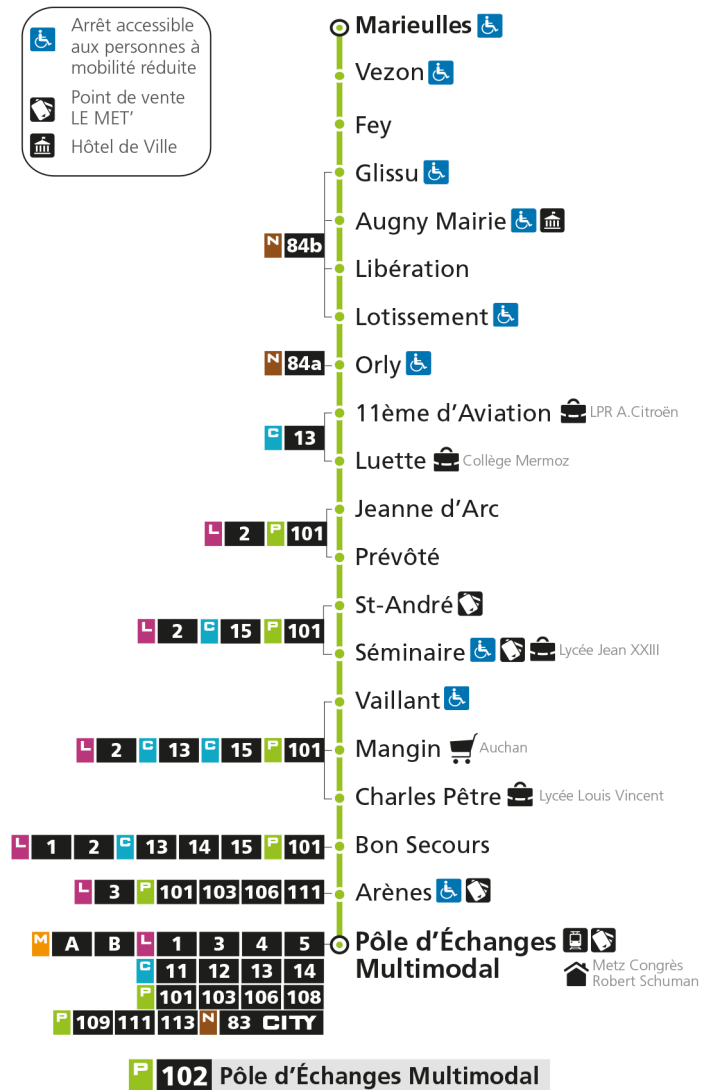 Arrêt accessible
aux personnes à
mobilité réduite
Point de vente
LE MET’
Hôtel de Ville
Marieulles
Vezon
Fey
Glissu
Augny Mairie
N 84b
Libération
Lotissement
N 84a Orly
11ème d’Aviation LPR A.Citroën
C 13
Luette Collège Mermoz
Jeanne d’Arc
L 2 P 101
Prévôté
St-André
L 2 C 15 P 101
Séminaire Lycée Jean XXIII
Vaillant
L 2 C 13 C 15 P 101 Mangin Auchan
Charles Pêtre Lycée Louis Vincent
L 1 2 C 13 14 15 P 101 Bon Secours
L 3 P 101 103 106 111 Arènes
M A B L 1 3 4 5 Pôle d’Échanges
Multimodal
Metz Congrès
Robert Schuman
C 11 12 13 14
P 101 103 106 108
P 109 111 113 N 83 CITY
P 102 Pôle d’Échanges Multimodal